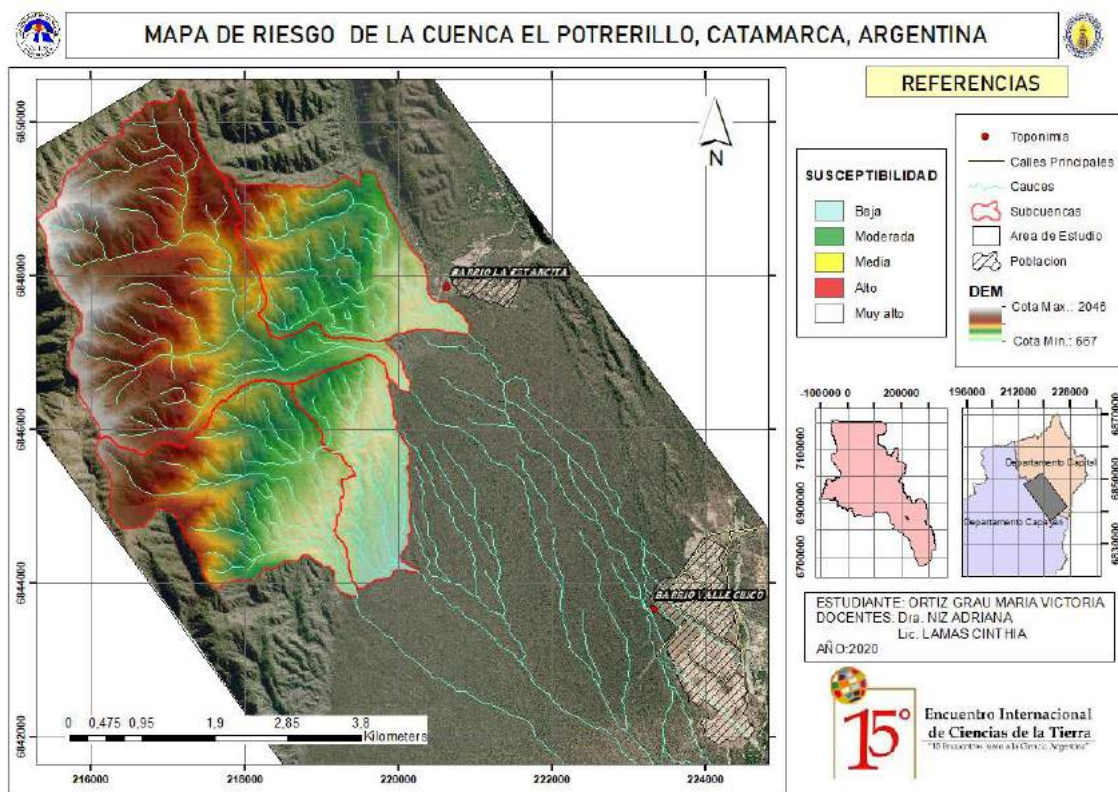 MAPA DE RIESGO DE LA CUENCA EL POTRERILLO, CATAMARCA, ARGENTINA
REFERENCIAS
SUSCEPTIBILIDAD
Baja
Moderada
Media
Alto
Muy alto
Toponimia
Calles Principales
Cauces
Subcuencas
Area de Estudio
Poblacion
DEM
Cota Max.: 2046
Cota Min.: 667
N
BARRIO LA ESTANCITA
BARRIO VALLE CHICO
6850000
6848000
6846000
6844000
6842000
216000
218000
220000
222000
224000
0 0,475 0,95 1,9 2,85 3,8
Kilometers
-100000 0 200000
7100000
6900000
6700000
196000 212000 228000
6870000
6850000
6830000
Departamento Capital
Departamento Capayan
ESTUDIANTE: ORTIZ GRAU MARIA VICTORIA
DOCENTES: Dra. NIZ ADRIANA
Lic. LAMAS CINTHIA
AÑO:2020
15°
Encuentro Internacional
de Ciencias de la Tierra